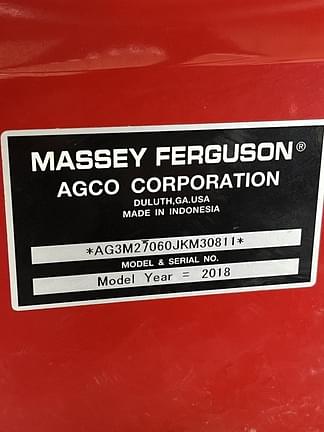 MASSEY FERGUSON®
AGCO CORPORATION
DULUTH,GA.USA
MADE IN INDONESIA
*AG3M27060JKM30811*
MODEL & SERIAL NO.
Model Year = 2018